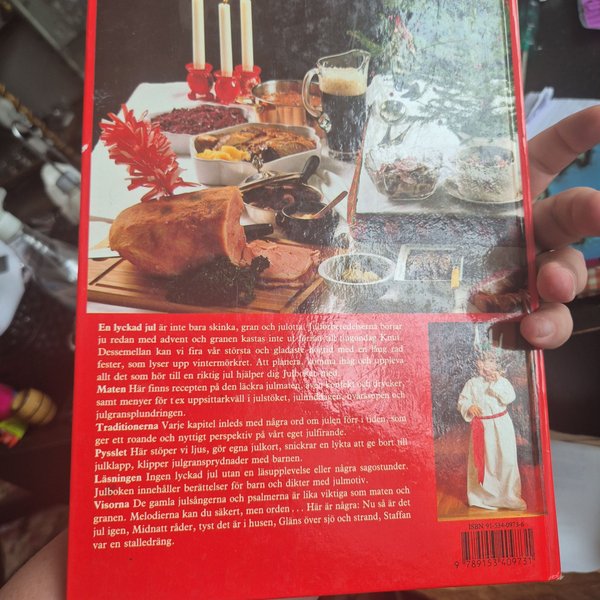 En lyckad jul är inte bara skinka, gran och julotta. Julförberedelserna börjar
ju redan med advent och granen kastas inte ut förrän till tjugondag Knut.
Dessemellan kan vi fira vår största och gladaste högtid med en lång rad
fester, som lyser upp vintermörkret. Att planera, komma ihåg och uppleva
allt det som hör till en riktig jul hjälper dig Julboken med.
Maten Här finns recepten på den läckra julmaten, även konfekt och drycker,
samt menyer för t ex uppsittarkväll i julstöket, julmiddagen, nyårssupén och
julgransplundringen.
Traditionerna Varje kapitel inleds med några ord om julen förr i tiden, som
ger ett roande och nyttigt perspektiv på vårt eget julfirande.
Pysslet Här stöper vi ljus, gör egna julkort, snickrar en lykta att ge bort till
julklapp, klipper julgransprydnader med barnen.
Läsningen Ingen lyckad jul utan en läsupplevelse eller några sagostunder.
Julboken innehåller berättelser för barn och dikter med julmotiv.
Visorna De gamla julsångerna och psalmerna är lika viktiga som maten och
granen. Melodierna kan du säkert, men orden . . . Här är några: Nu så är det
jul igen, Midnatt råder, tyst det är i husen, Gläns över sjö och strand, Staffan
var en stalledräng.
ISBN 91-534-0973-6
9 789153 409731